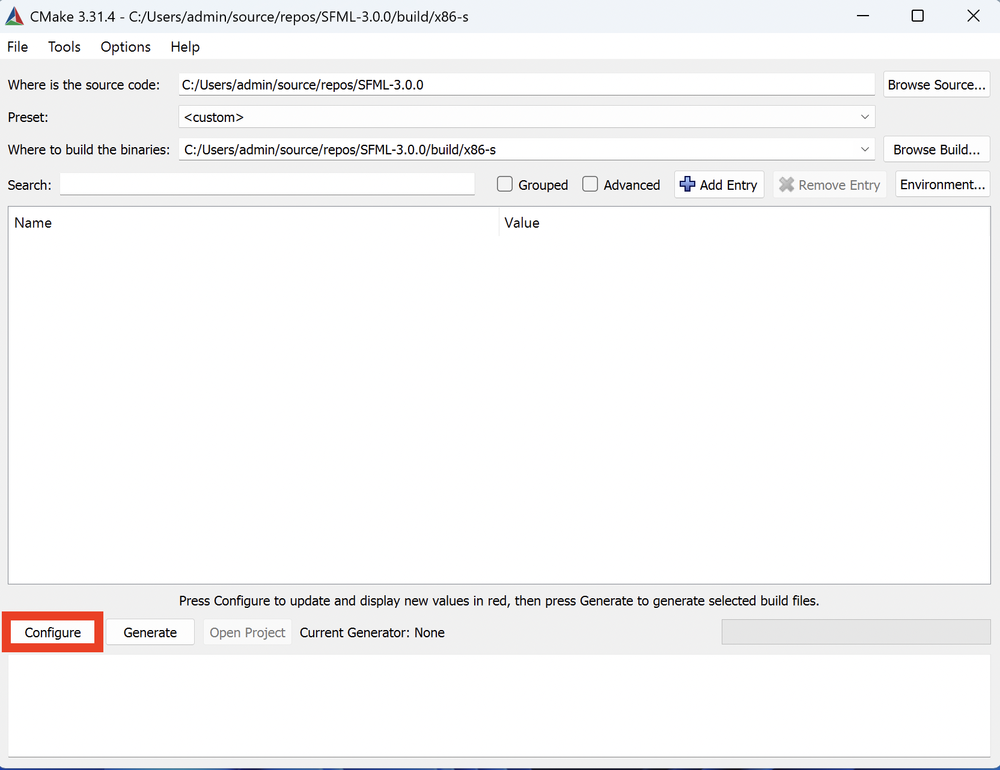 CMake 3.31.4 - C:/Users/admin/source/repos/SFML-3.0.0/build/x86-s
File Tools Options Help
Where is the source code: C:/Users/admin/source/repos/SFML-3.0.0 Browse Source...
Preset: <custom>
Where to build the binaries: C:/Users/admin/source/repos/SFML-3.0.0/build/x86-s Browse Build...
Search: Grouped Advanced Add Entry Remove Entry Environment...
Name Value
Press Configure to update and display new values in red, then press Generate to generate selected build files.
Configure Generate Open Project Current Generator: None